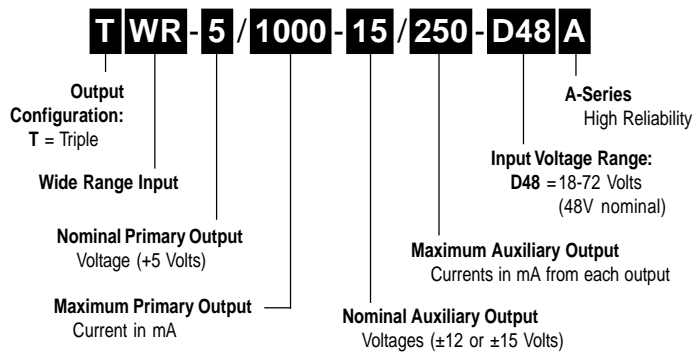 T WR - 5 / 1000 - 15 / 250 - D48 A
Output
Configuration:
T = Triple
Wide Range Input
Nominal Primary Output
Voltage (+5 Volts)
Maximum Primary Output
Current in mA
A-Series
High Reliability
Input Voltage Range:
D48 = 18-72 Volts
(48V nominal)
Maximum Auxiliary Output
Currents in mA from each output
Nominal Auxiliary Output
Voltages (±12 or ±15 Volts)